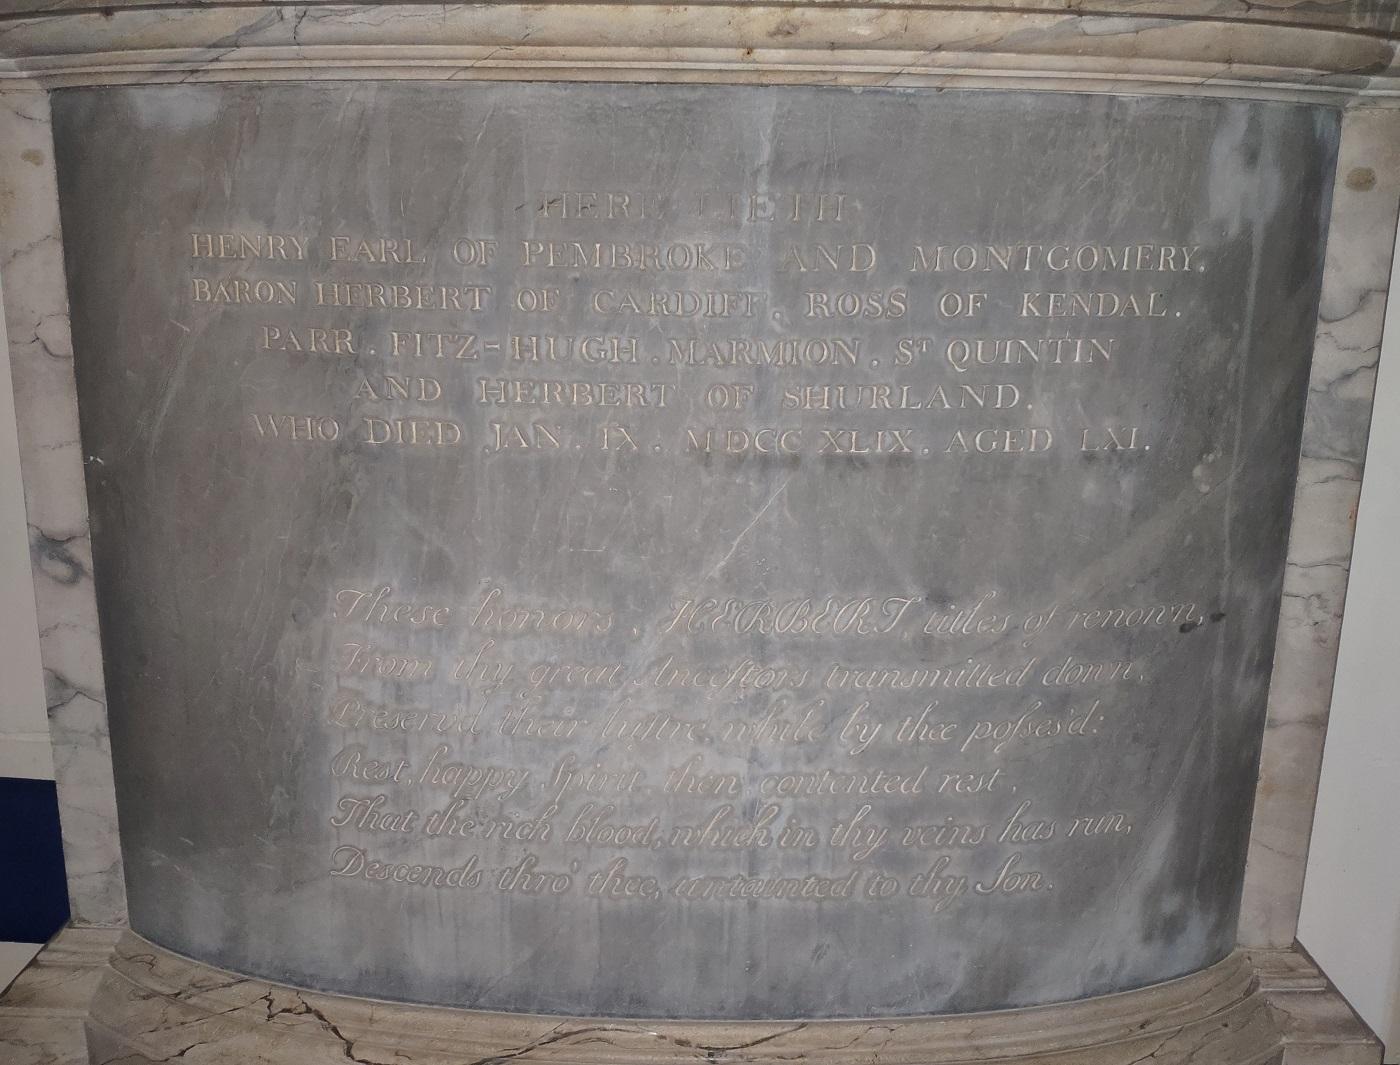 HERE LIETH
HENRY EARL OF PEMBROKE AND MONTGOMERY.
BARON HERBERT OF CARDIFF. ROSS OF KENDAL.
PARR. FITZ-HUGH. MARMION. ST QUINTIN
AND HERBERT OF SHURLAND.
WHO DIED JAN. IX. MDCC XLIX. AGED LXI.
These honors, HERBERT, titles of renown,
From thy great Ancestors transmitted down,
Preserv'd their lustre while by thee posses'd:
Rest, happy Spirit, then contented rest,
That the rich blood, which in thy veins has run,
Descends thro' thee, untainted to thy Son.